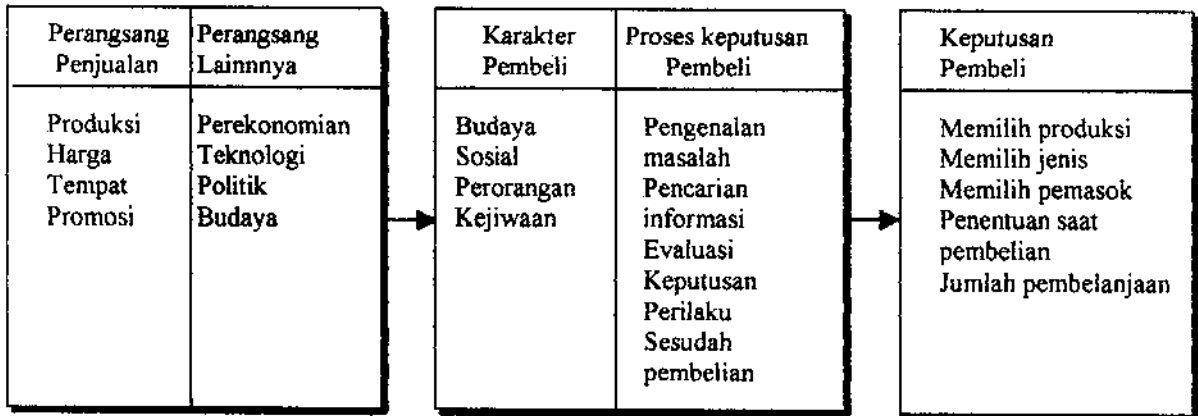 Perangsang
Penjualan
Produksi
Harga
Tempat
Promosi
Perangsang
Lainnnya
Perekonomian
Teknologi
Politik
Budaya
Karakter
Pembeli
Budaya
Sosial
Perorangan
Kejiwaan
Proses keputusan
Pembeli
Pengenalan
masalah
Pencarian
informasi
Evaluasi
Keputusan
Perilaku
Sesudah
pembelian
Keputusan
Pembeli
Memilih produksi
Memilih jenis
Memilih pemasok
Penentuan saat
pembelian
Jumlah pembelanjaan